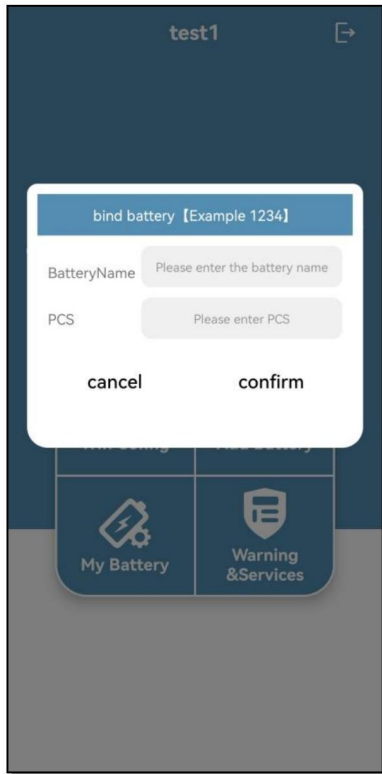 test1
bind battery【Example 1234】
BatteryName
Please enter the battery name
PCS
Please enter PCS
cancel
confirm
My Battery
Warning
&Services